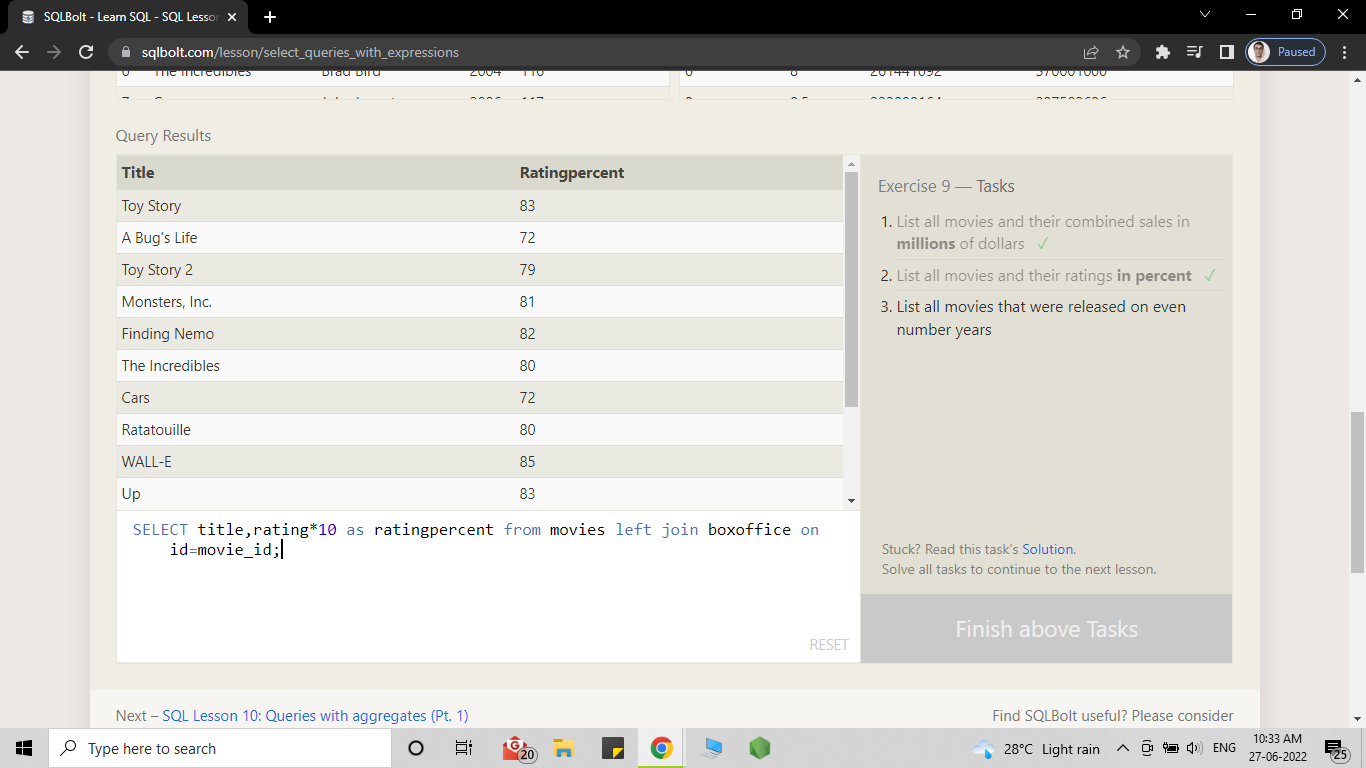 SQLBolt - Learn SQL - SQL Lesson
sqlbolt.com/lesson/select_queries_with_expressions
Paused
6 The Incredibles Brad Bird 2004 116
6 8 261441092 370001000
Query Results
Title Ratingpercent
Toy Story 83
A Bug's Life 72
Toy Story 2 79
Monsters, Inc. 81
Finding Nemo 82
The Incredibles 80
Cars 72
Ratatouille 80
WALL-E 85
Up 83
SELECT title,rating*10 as ratingpercent from movies left join boxoffice on
id=movie_id;
RESET
Exercise 9 — Tasks
1. List all movies and their combined sales in
millions of dollars ✓
2. List all movies and their ratings in percent ✓
3. List all movies that were released on even
number years
Stuck? Read this task's Solution.
Solve all tasks to continue to the next lesson.
Finish above Tasks
Next – SQL Lesson 10: Queries with aggregates (Pt. 1)
Find SQLBolt useful? Please consider
Type here to search
20
28°C Light rain
ENG
10:33 AM
27-06-2022
25